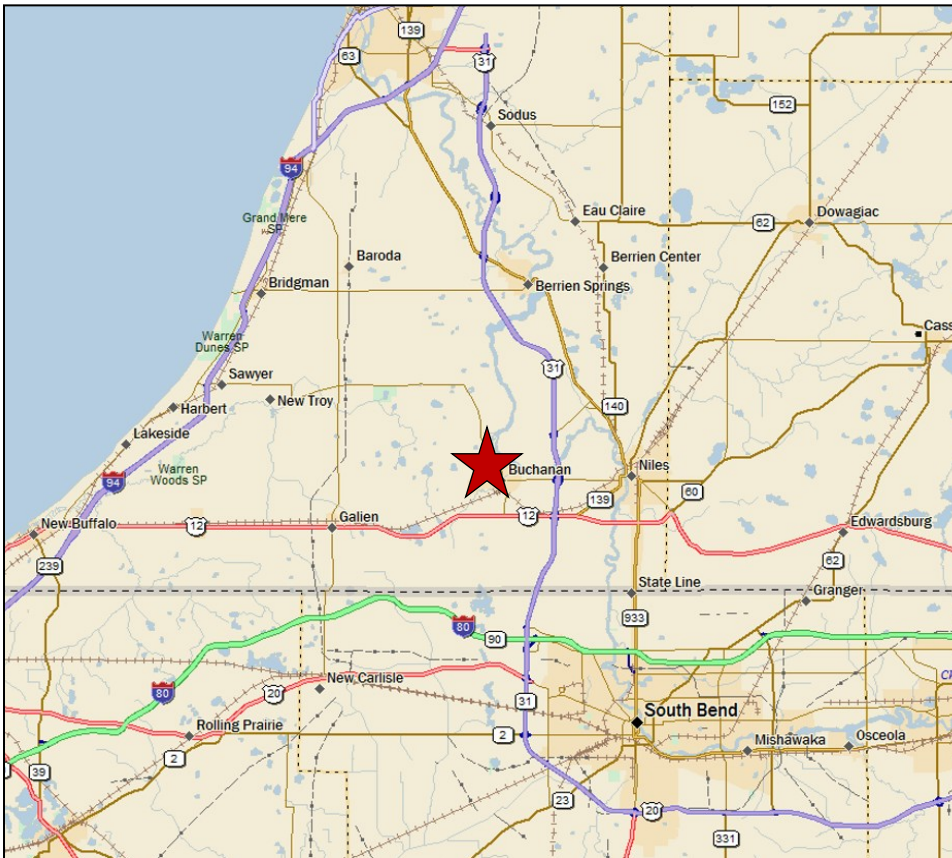 139
63
31
Sodus
152
94
Grand Mere
SP
Eau Claire
62
Dowagiac
Baroda
Berrien Center
Bridgman
Berrien Springs
Warren
Dunes SP
Cass
31
Sawyer
New Troy
Harbert
140
Lakeside
Warren
Woods SP
94
Buchanan
Niles
60
139
New Buffalo
12
Galien
12
Edwardsburg
239
62
State Line
Granger
933
80
90
80
20
New Carlisle
31
South Bend
Rolling Prairie
2
2
Mishawaka
Osceola
39
23
20
331